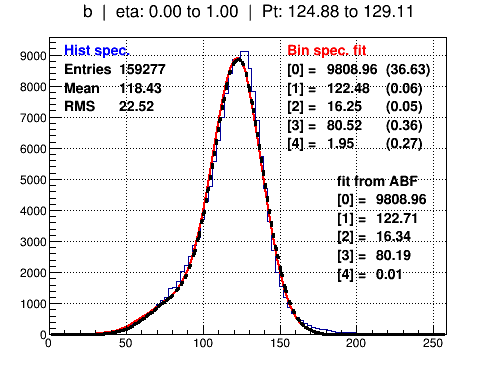 b | eta: 0.00 to 1.00 | Pt: 124.88 to 129.11
Hist spec.
Entries 159277
Mean 118.43
RMS 22.52
Bin spec. fit
[0] = 9808.96 (36.63)
[1] = 122.48 (0.06)
[2] = 16.25 (0.05)
[3] = 80.52 (0.36)
[4] = 1.95 (0.27)
fit from ABF
[0] = 9808.96
[1] = 122.71
[2] = 16.34
[3] = 80.19
[4] = 0.01
9000
8000
7000
6000
5000
4000
3000
2000
1000
0
0 50 100 150 200 250